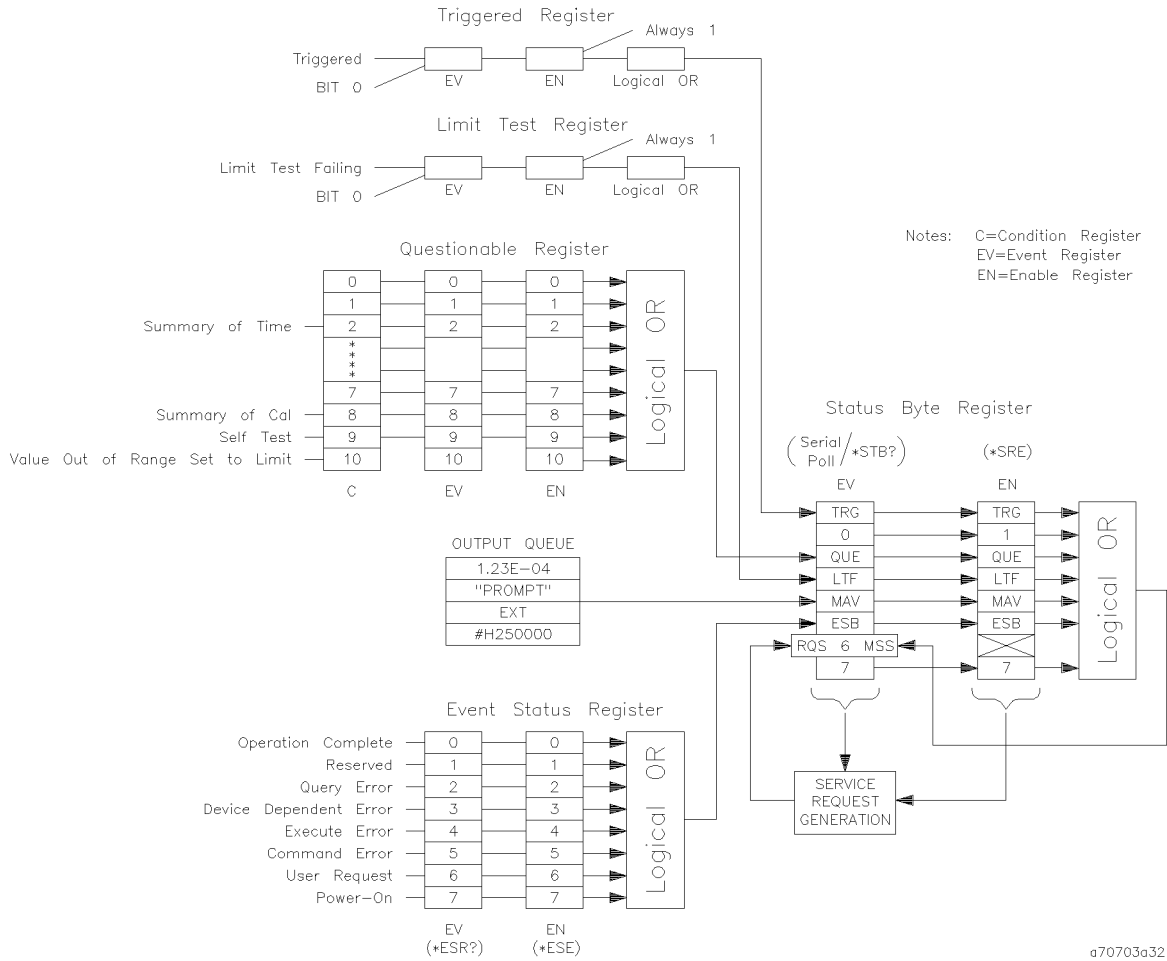 Triggered Register
Always 1
Triggered
BIT 0
EV
EN
Logical OR
Limit Test Register
Always 1
Limit Test Failing
BIT 0
EV
EN
Logical OR
Notes: C=Condition Register
EV=Event Register
EN=Enable Register
Questionable Register
0 0 0
1 1 1
Summary of Time 2 2 2
*
*
*
*
7 7 7
Summary of Cal 8 8 8
Self Test 9 9 9
Value Out of Range Set to Limit 10 10 10
C EV EN
Logical OR
Status Byte Register
(Serial Poll/*STB?)
(*SRE)
EV EN
TRG TRG
0 1
QUE QUE
LTF LTF
MAV MAV
ESB ESB
RQS 6 MSS
7 7
Logical OR
OUTPUT QUEUE
1.23E-04
"PROMPT"
EXT
#H250000
SERVICE
REQUEST
GENERATION
Event Status Register
Operation Complete 0 0
Reserved 1 1
Query Error 2 2
Device Dependent Error 3 3
Execute Error 4 4
Command Error 5 5
User Request 6 6
Power-On 7 7
Logical OR
EV EN
(*ESR?) (*ESE)
a70703a32